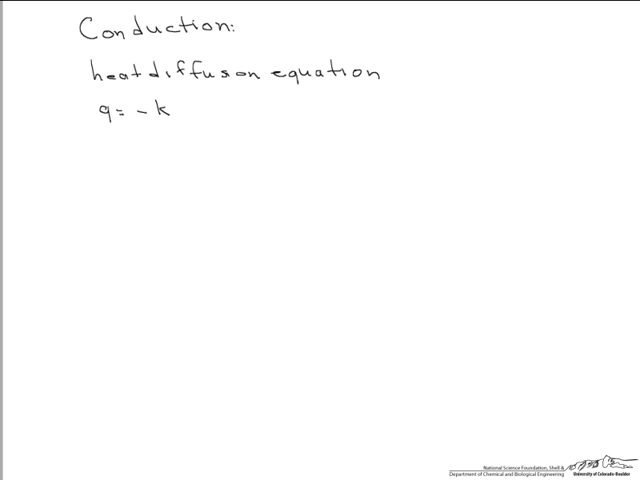 Conduction:
heat diffuson equation
q = - k
National Science Foundation, Shell &
Department of Chemical and Biological Engineering
University of Colorado-Boulder